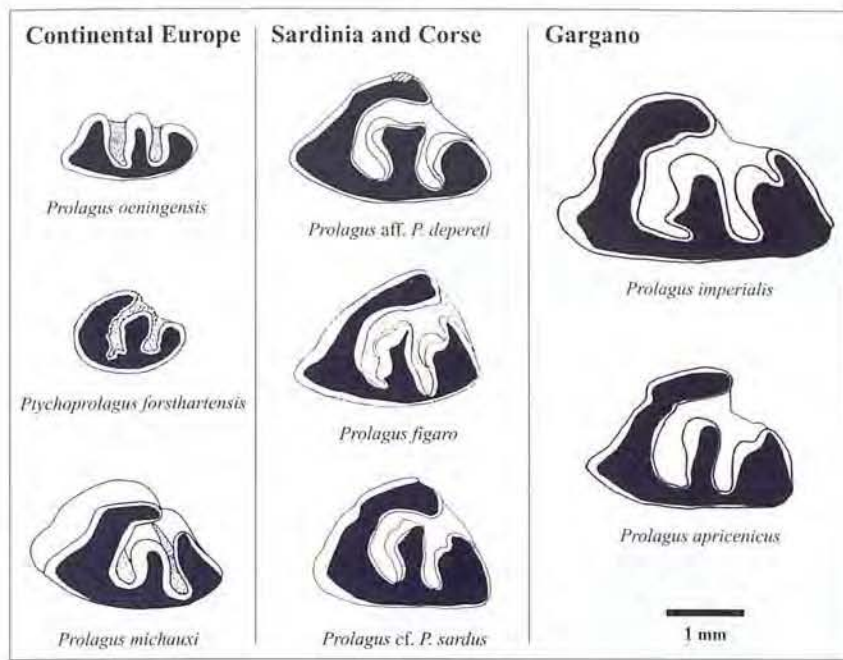 Continental Europe
Prolagus oeningensis
Ptychoprolagus forsthartensis
Prolagus michauxi
Sardinia and Corse
Prolagus aff. P. depereti
Prolagus figaro
Prolagus cf. P. sardus
Gargano
Prolagus imperialis
Prolagus apricenicus
1 mm